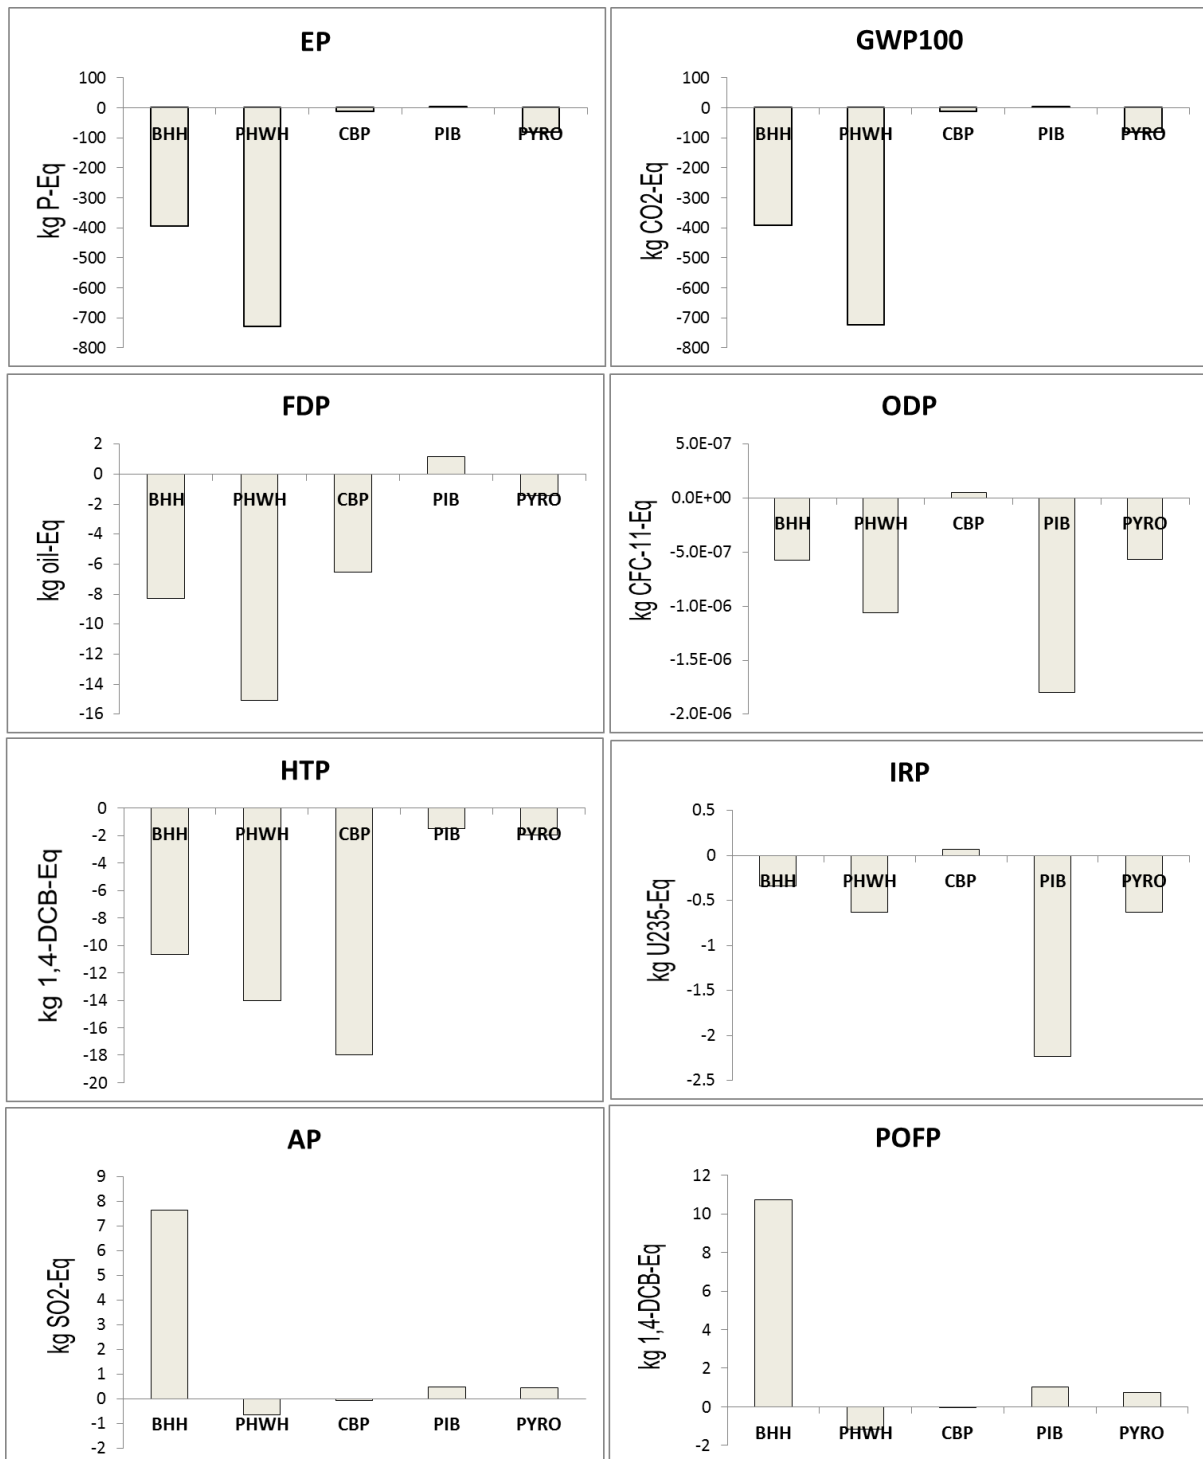 EP
kg P-Eq
100
0
-100
-200
-300
-400
-500
-600
-700
-800
BHH PHWH CBP PIB PYRO
GWP100
kg CO2-Eq
100
0
-100
-200
-300
-400
-500
-600
-700
-800
BHH PHWH CBP PIB PYRO
FDP
kg oil-Eq
2
0
-2
-4
-6
-8
-10
-12
-14
-16
BHH PHWH CBP PIB PYRO
ODP
kg CFC-11-Eq
5.0E-07
0.0E+00
-5.0E-07
-1.0E-06
-1.5E-06
-2.0E-06
BHH PHWH CBP PIB PYRO
HTP
kg 1,4-DCB-Eq
0
-2
-4
-6
-8
-10
-12
-14
-16
-18
-20
BHH PHWH CBP PIB PYRO
IRP
kg U235-Eq
0.5
0
-0.5
-1
-1.5
-2
-2.5
BHH PHWH CBP PIB PYRO
AP
kg SO2-Eq
9
8
7
6
5
4
3
2
1
0
-1
-2
BHH PHWH CBP PIB PYRO
POFP
kg 1,4-DCB-Eq
12
10
8
6
4
2
0
-2
BHH PHWH CBP PIB PYRO